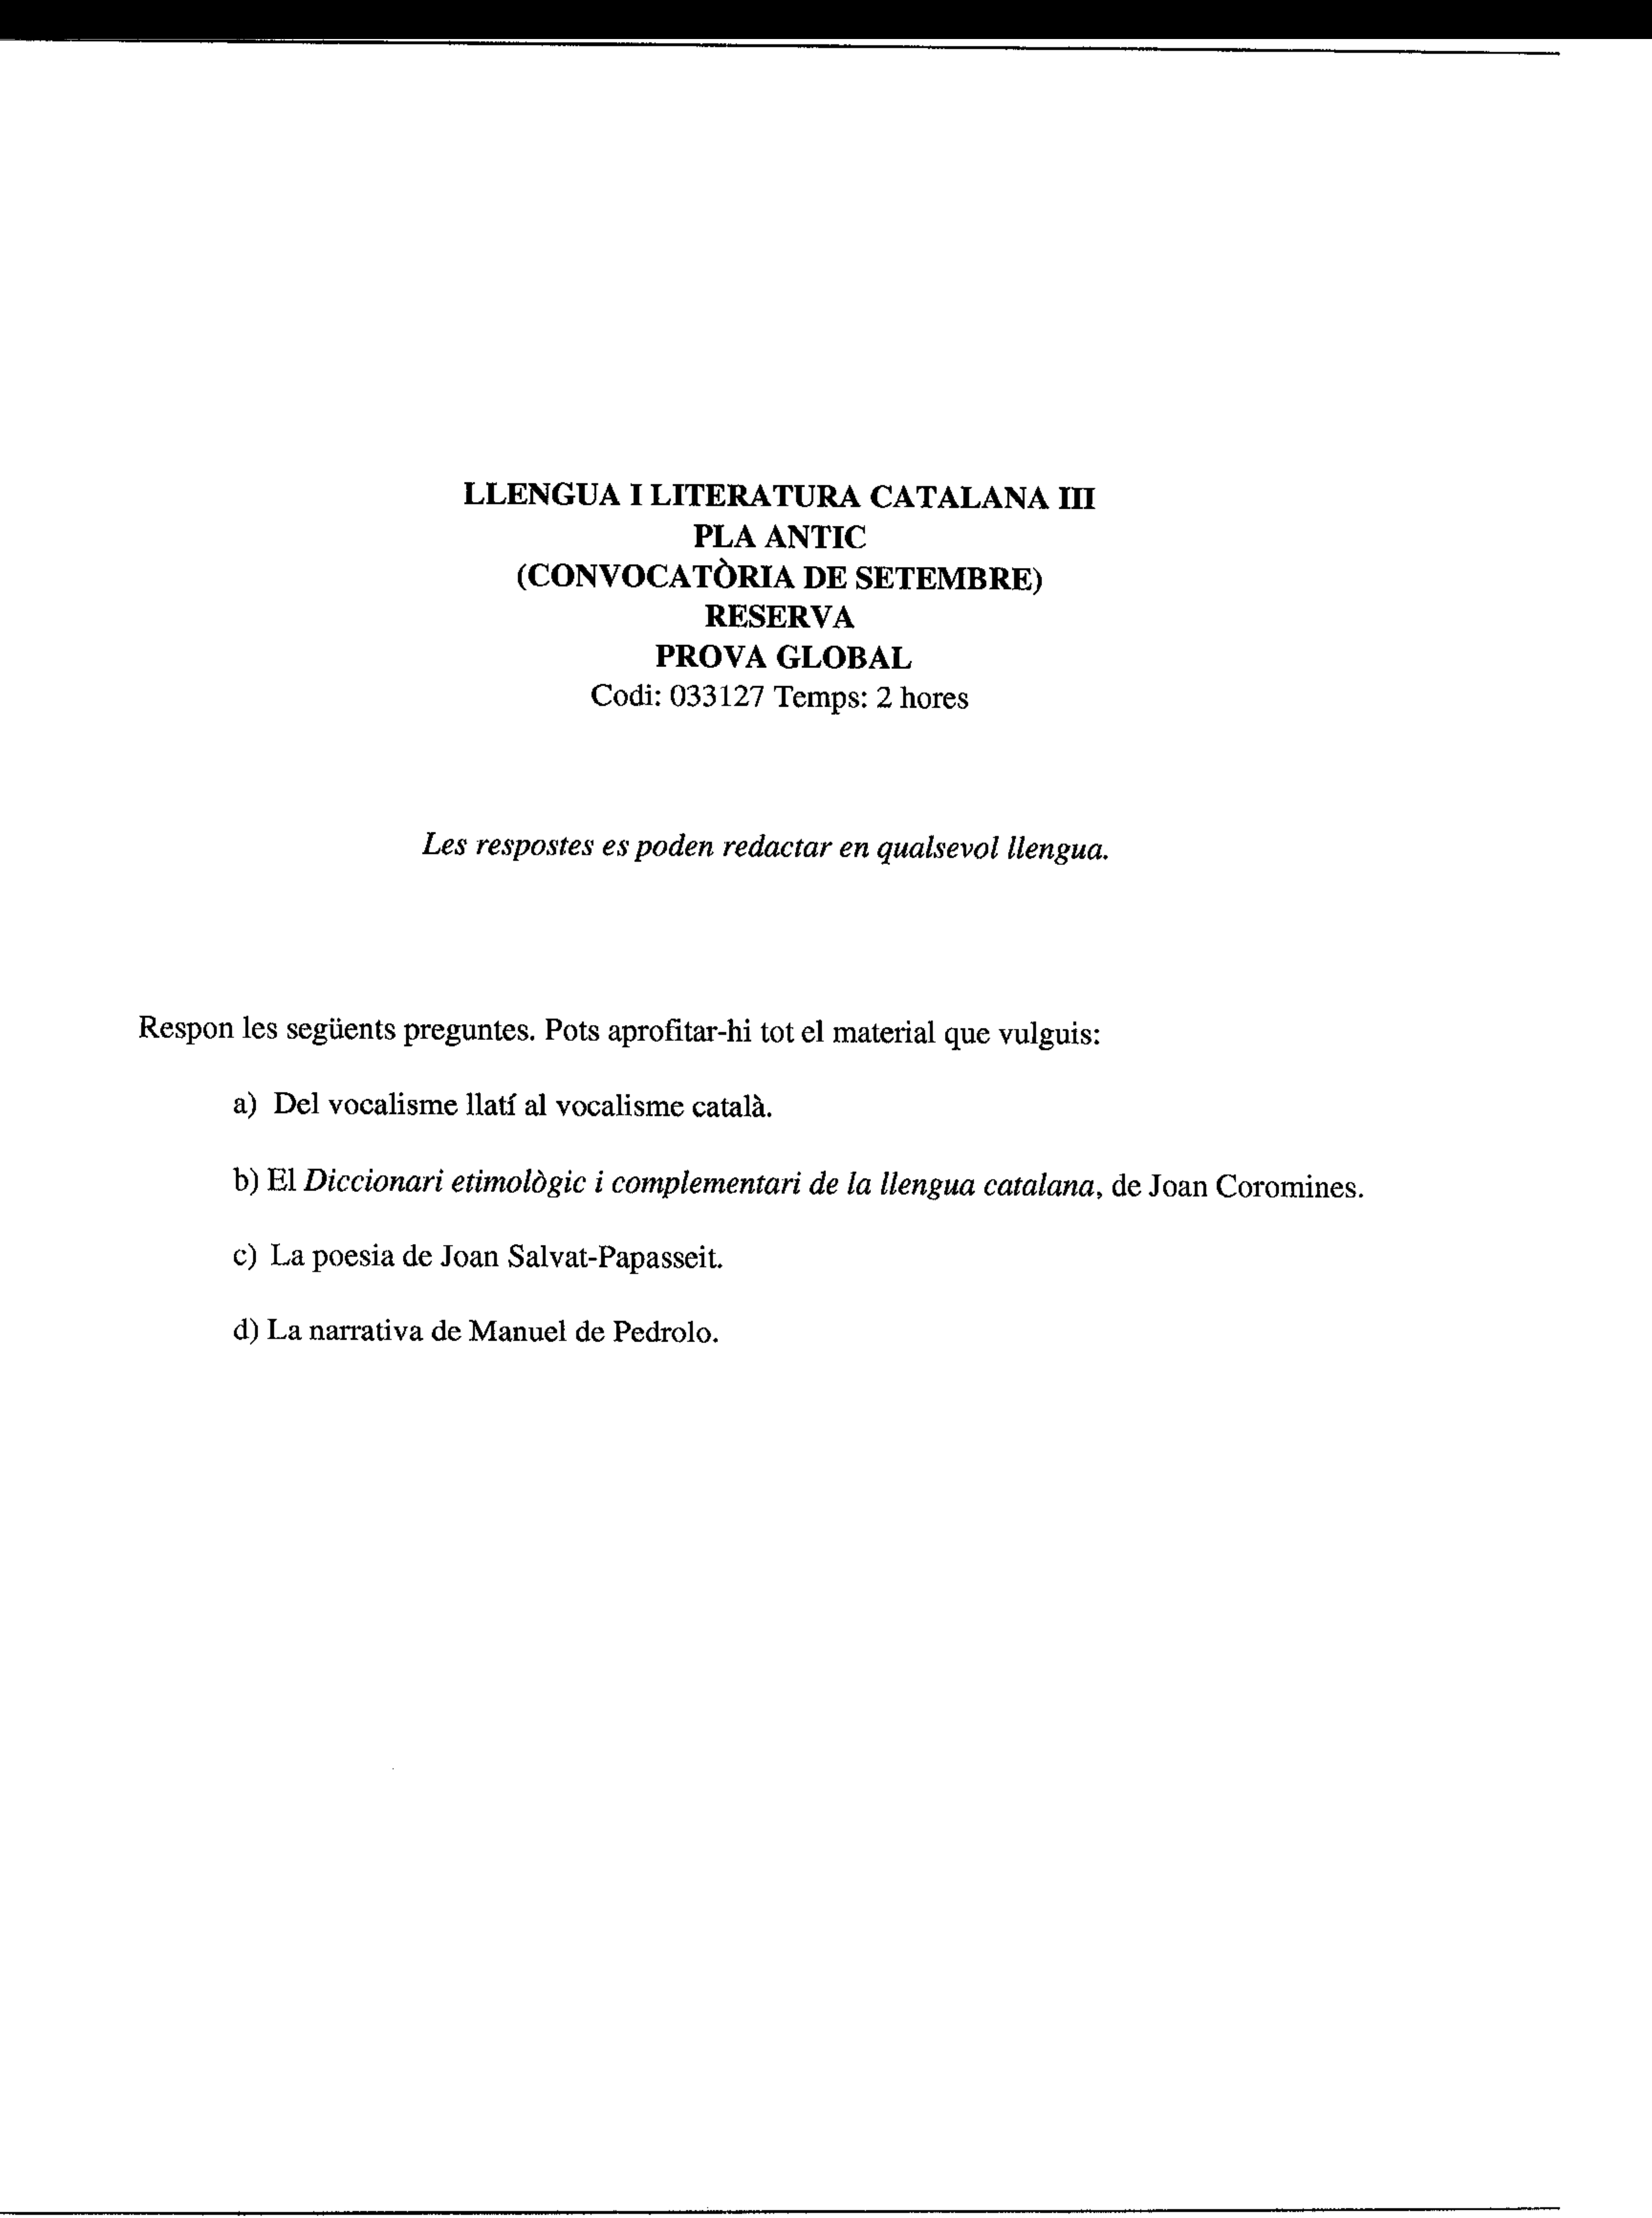 LLENGUA I LITERATURA CATALANA III
PLA ANTIC
(CONVOCATÒRIA DE SETEMBRE)
RESERVA
PROVA GLOBAL
Codi: 033127 Temps: 2 hores
Les respostes es poden redactar en qualsevol llengua.
Respon les següents preguntes. Pots aprofitar-hi tot el material que vulguis:
a) Del vocalisme llatí al vocalisme català.
b) El Diccionari etimològic i complementari de la llengua catalana, de Joan Coromines.
c) La poesia de Joan Salvat-Papasseit.
d) La narrativa de Manuel de Pedrolo.